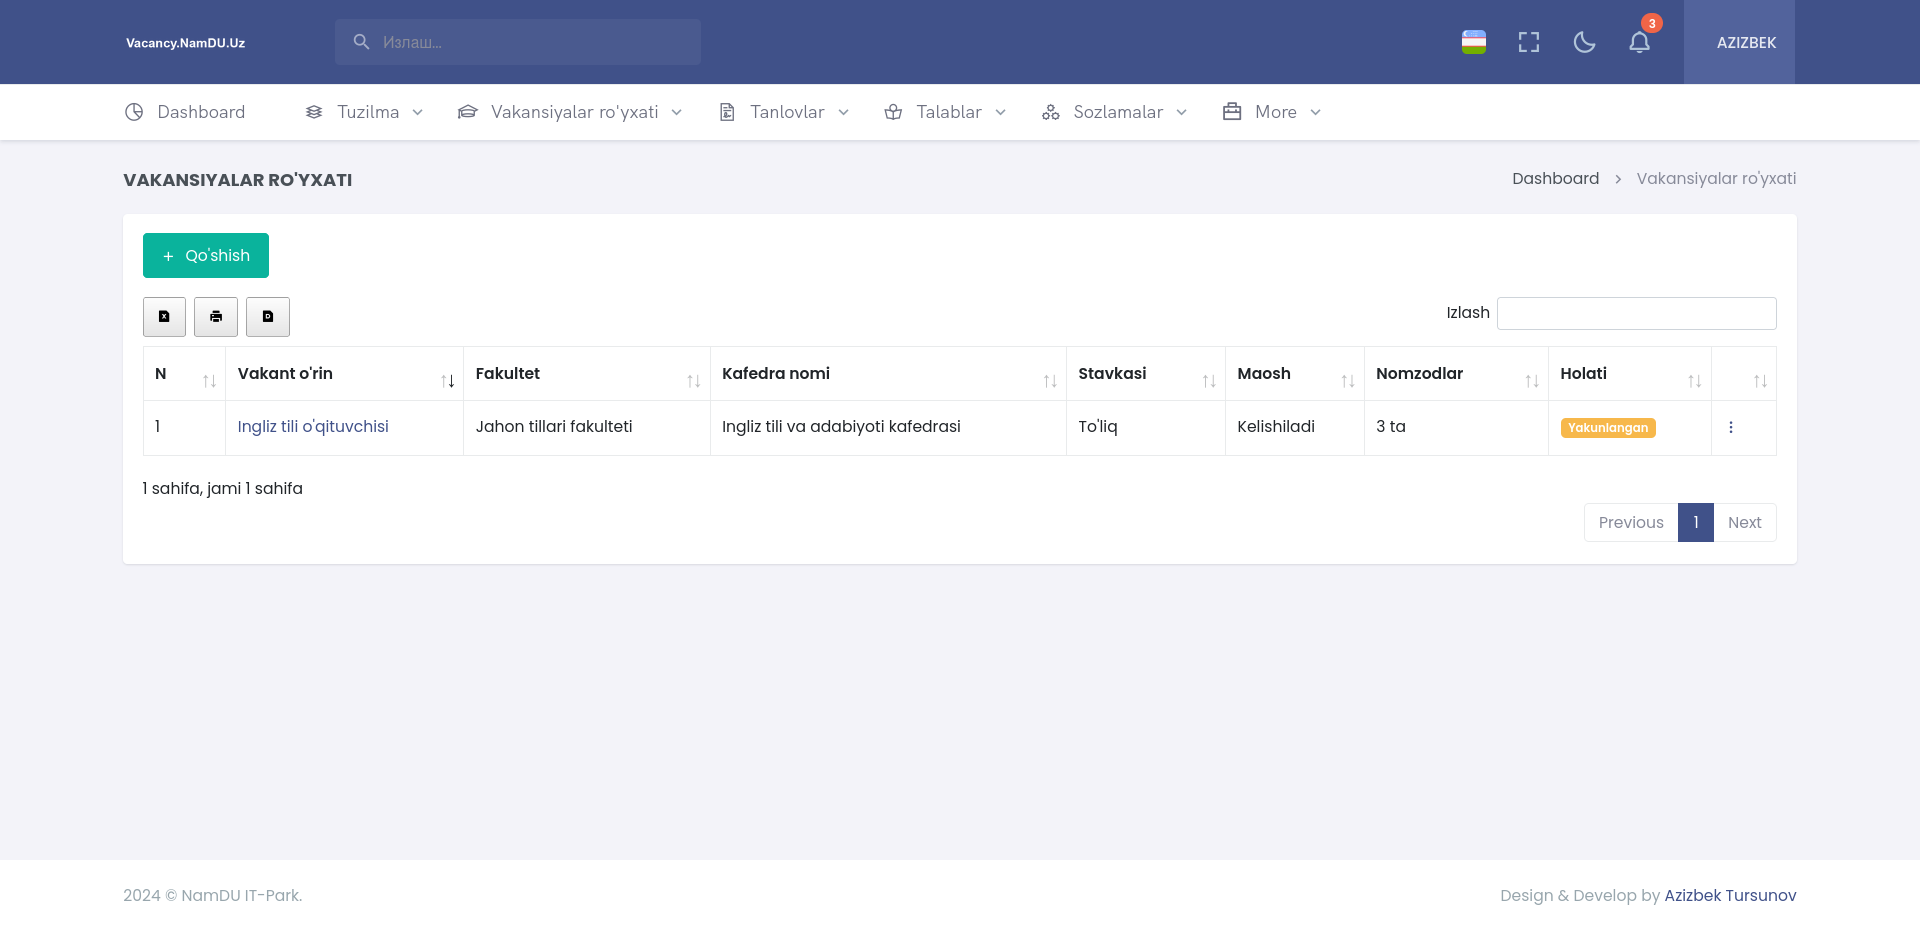 Vacancy.NamDU.Uz Излаш... 3 AZIZBEK
Dashboard Tuzilma Vakansiyalar ro'yxati Tanlovlar Talablar Sozlamalar More
VAKANSIYALAR RO'YXATI Dashboard > Vakansiyalar ro'yxati
+ Qo'shish
Izlash
N Vakant o'rin Fakultet Kafedra nomi Stavkasi Maosh Nomzodlar Holati
1 Ingliz tili o'qituvchisi Jahon tillari fakulteti Ingliz tili va adabiyoti kafedrasi To'liq Kelishiladi 3 ta Yakunlangan
1 sahifa, jami 1 sahifa
Previous 1 Next
2024 © NamDU IT-Park. Design & Develop by Azizbek Tursunov